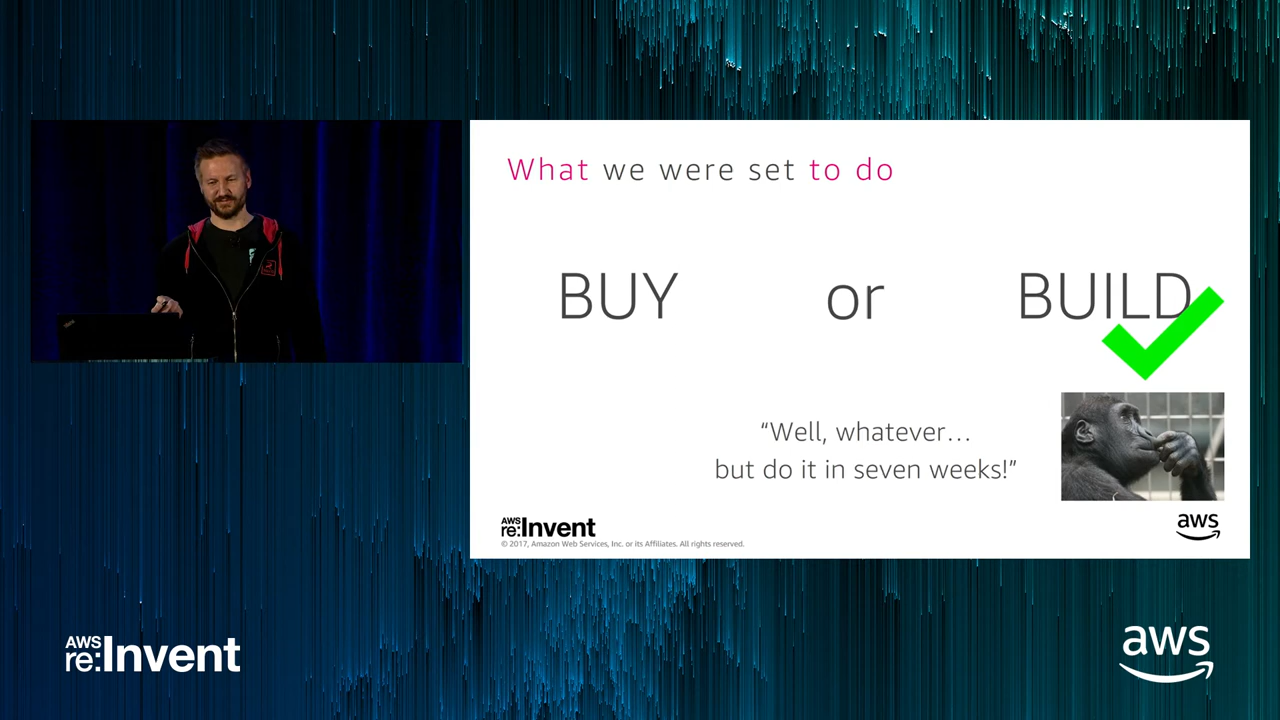 What we were set to do
BUY or BUILD
“Well, whatever…
but do it in seven weeks!”
AWS
re:Invent
aws
© 2017, Amazon Web Services, Inc. or its Affiliates. All rights reserved.
AWS
re:Invent
aws